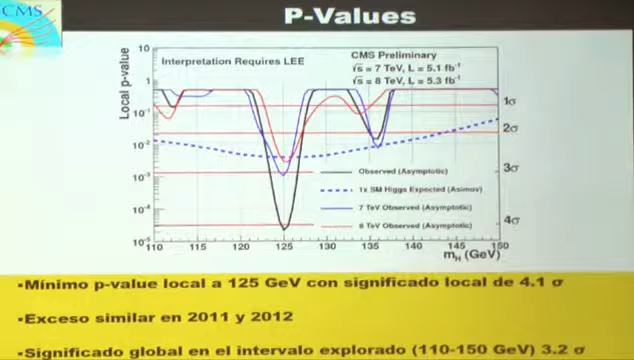 CMS
P-Values
Interpretation Requires LEE
CMS Preliminary
√s = 7 TeV, L = 5.1 fb⁻¹
√s = 8 TeV, L = 5.3 fb⁻¹
Local p-value
10
1
10⁻¹
10⁻²
10⁻³
10⁻⁴
10⁻⁵
1σ
2σ
3σ
4σ
Observed (Asymptotic)
1x SM Higgs Expected (Asimov)
7 TeV Observed (Asymptotic)
8 TeV Observed (Asymptotic)
110 115 120 125 130 135 140 145 150
mH (GeV)
▪Mínimo p-value local a 125 GeV con significado local de 4.1 σ
▪Exceso similar en 2011 y 2012
▪Significado global en el intervalo explorado (110-150 GeV) 3.2 σ